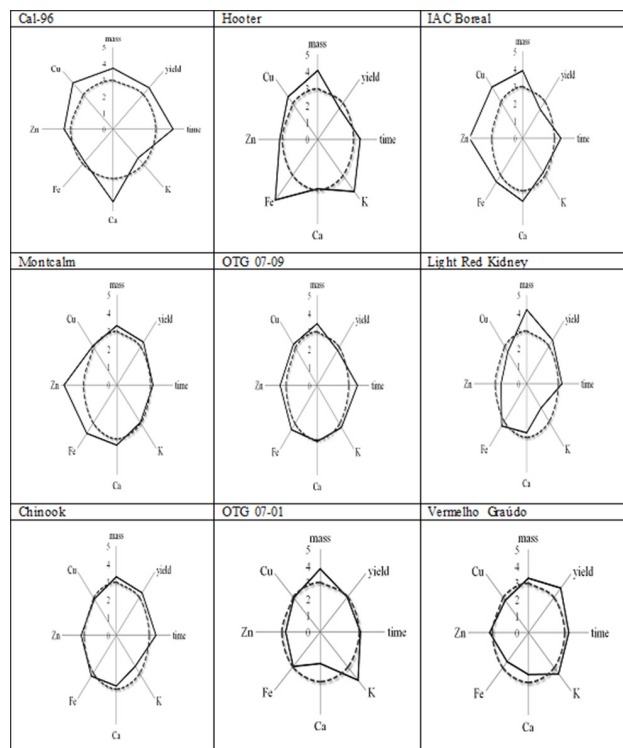 Cal-96
mass
5
4
3
2
1
0
Cu
yield
Zn
time
Fe
K
Ca
Hooter
mass
5
4
3
2
1
0
Cu
yield
Zn
time
Fe
K
Ca
IAC Boreal
mass
5
4
3
2
1
0
Cu
yield
Zn
time
Fe
K
Ca
Montcalm
mass
5
4
3
2
1
0
Cu
yield
Zn
time
Fe
K
Ca
OTG 07-09
mass
5
4
3
2
1
0
Cu
yield
Zn
time
Fe
K
Ca
Light Red Kidney
mass
5
4
3
2
1
0
Cu
yield
Zn
time
Fe
K
Ca
Chinook
mass
5
4
3
2
1
0
Cu
yield
Zn
time
Fe
K
Ca
OTG 07-01
mass
5
4
3
2
1
0
Cu
yield
Zn
time
Fe
K
Ca
Vermelho Graúdo
mass
5
4
3
2
1
0
Cu
yield
Zn
time
Fe
K
Ca